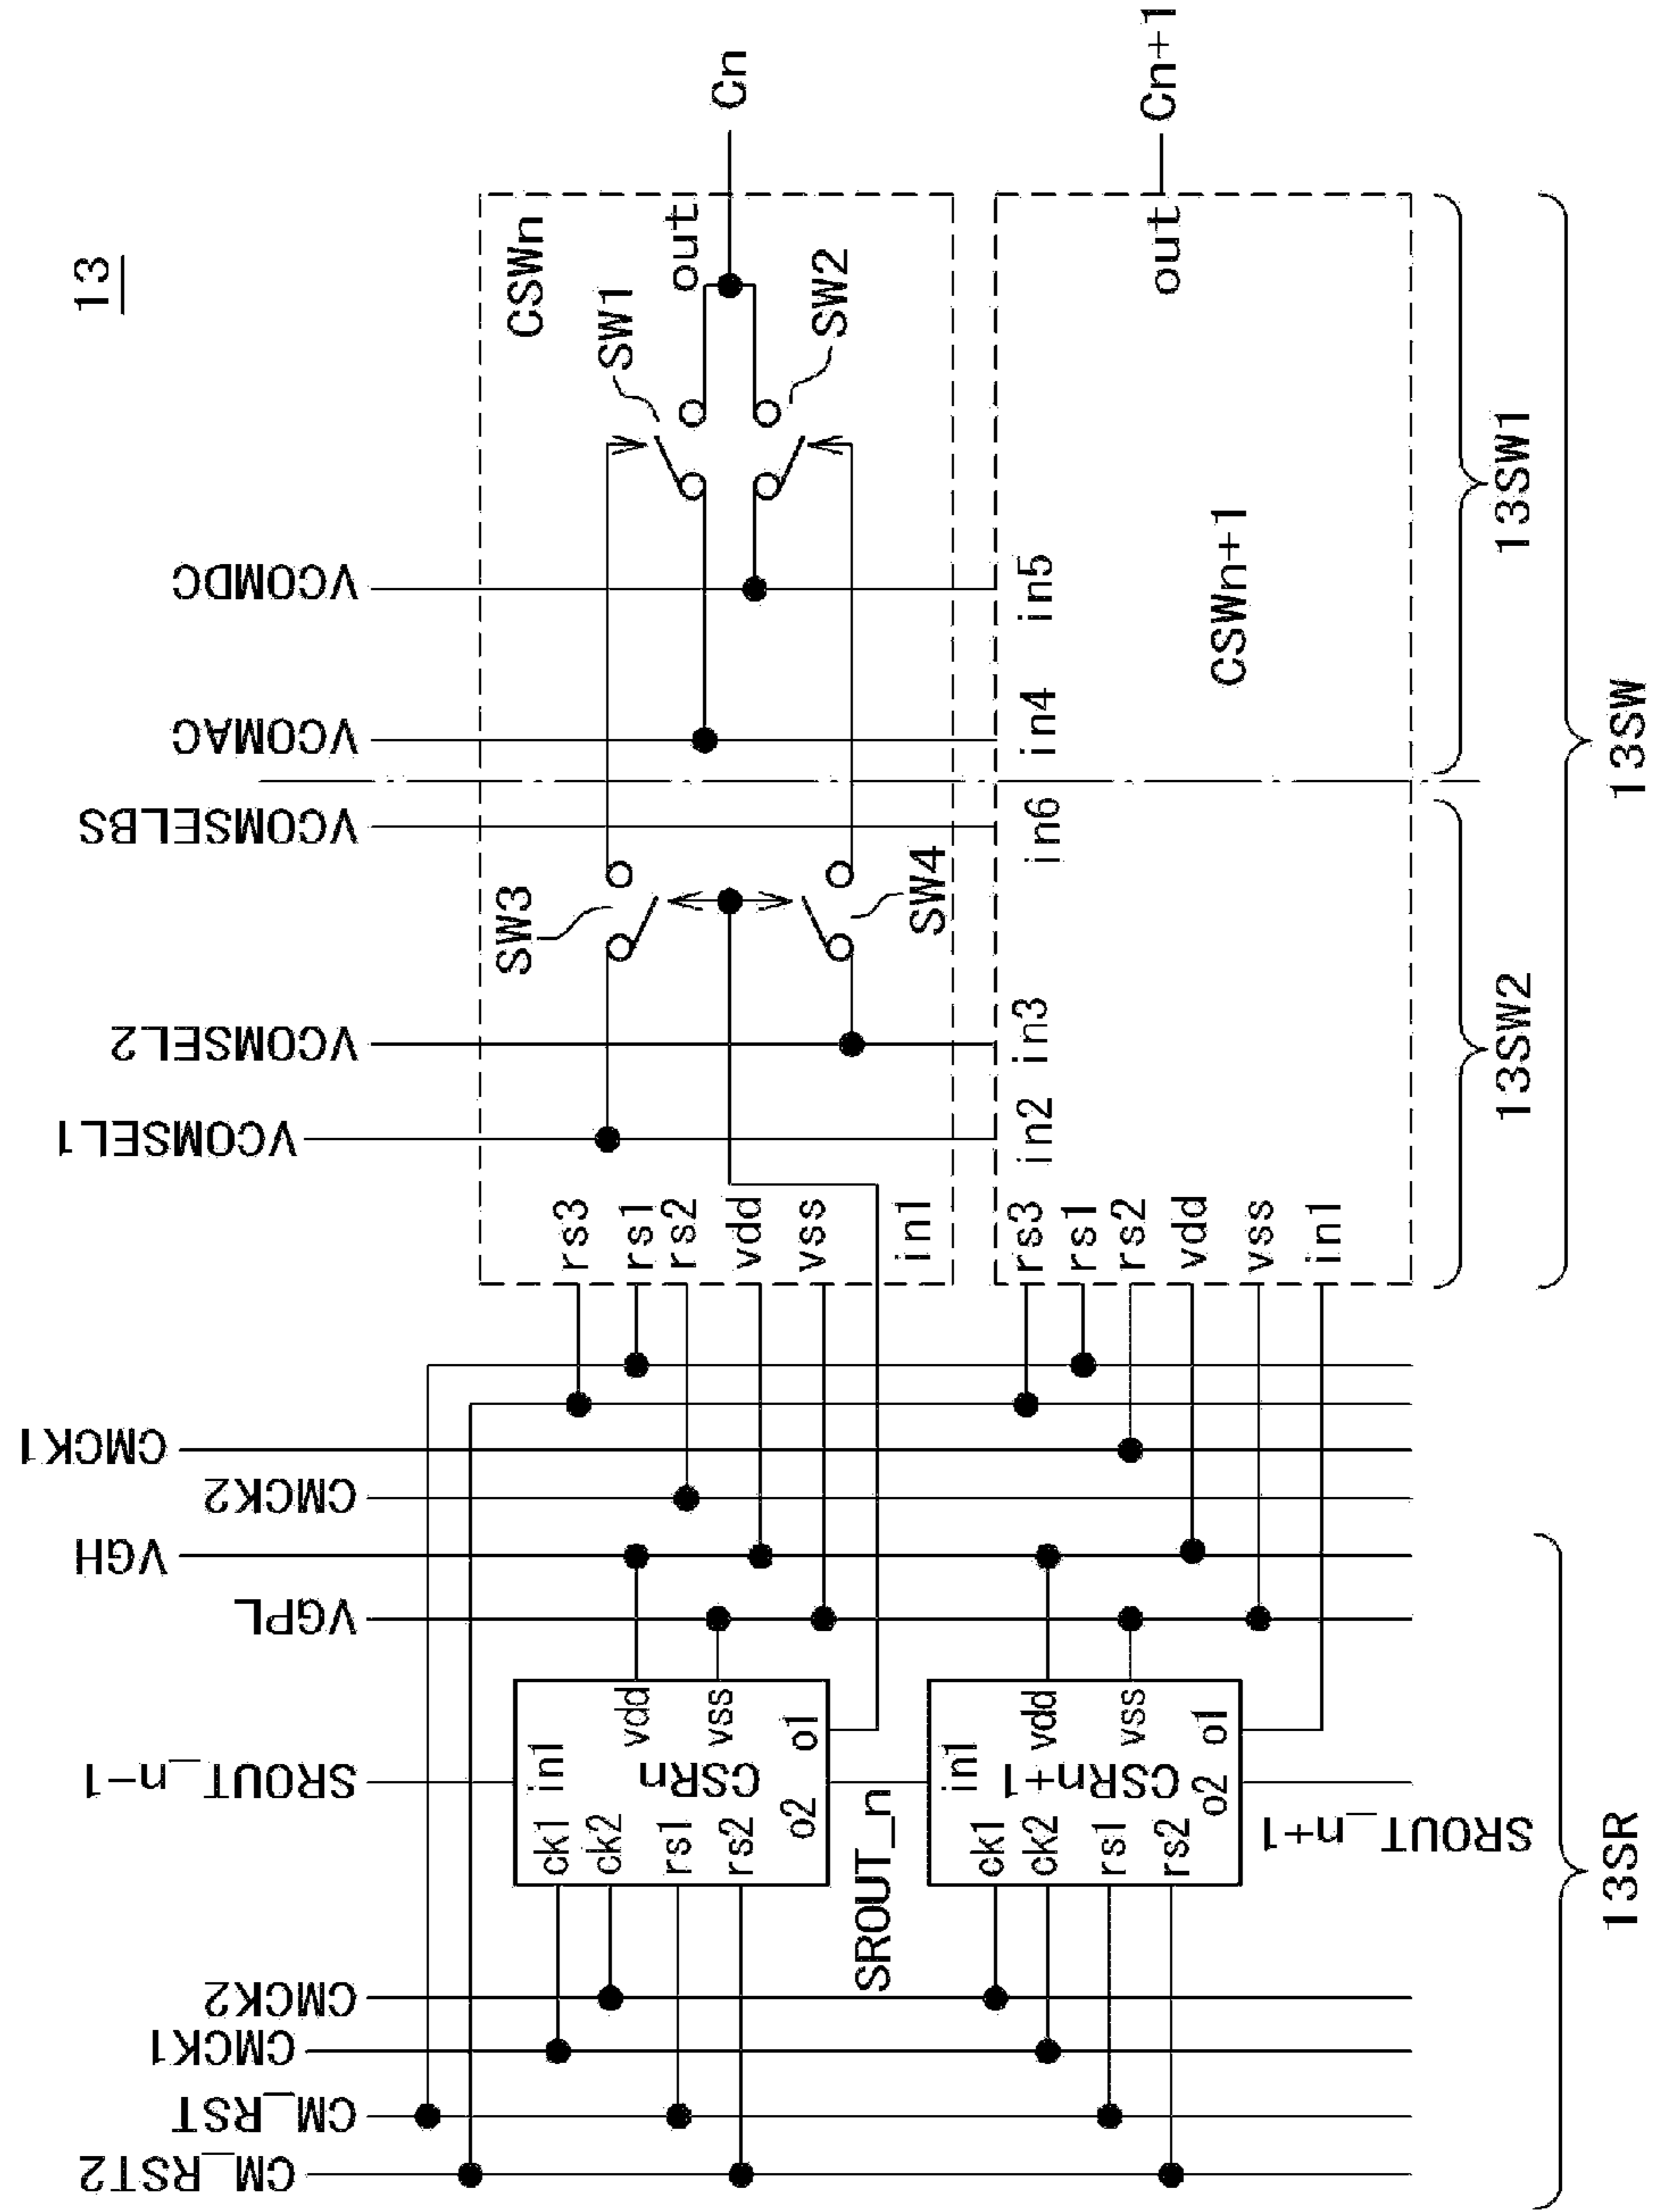 13
CM_RST2
CM_RST
CMCK1
CMCK2
SROUT_n-1
VGPL
VGH
CMCK2
CMCK1
VCOMSEL1
VCOMSEL2
VCOMSELBS
VCOMAC
VCOMDC
ck1
ck2
rs1
rs2
in1
vdd
vss
CSRn
o2
o1
SROUT_n
ck1
ck2
rs1
rs2
in1
vdd
vss
CSRn+1
o2
o1
SROUT_n+1
rs3
rs1
rs2
vdd
vss
in1
SW3
SW4
SW1
SW2
CSWn
out
Cn
rs3
rs1
rs2
vdd
vss
in1
in2
in3
in6
in4
in5
CSWn+1
out
Cn+1
13SR
13SW2
13SW1
13SW